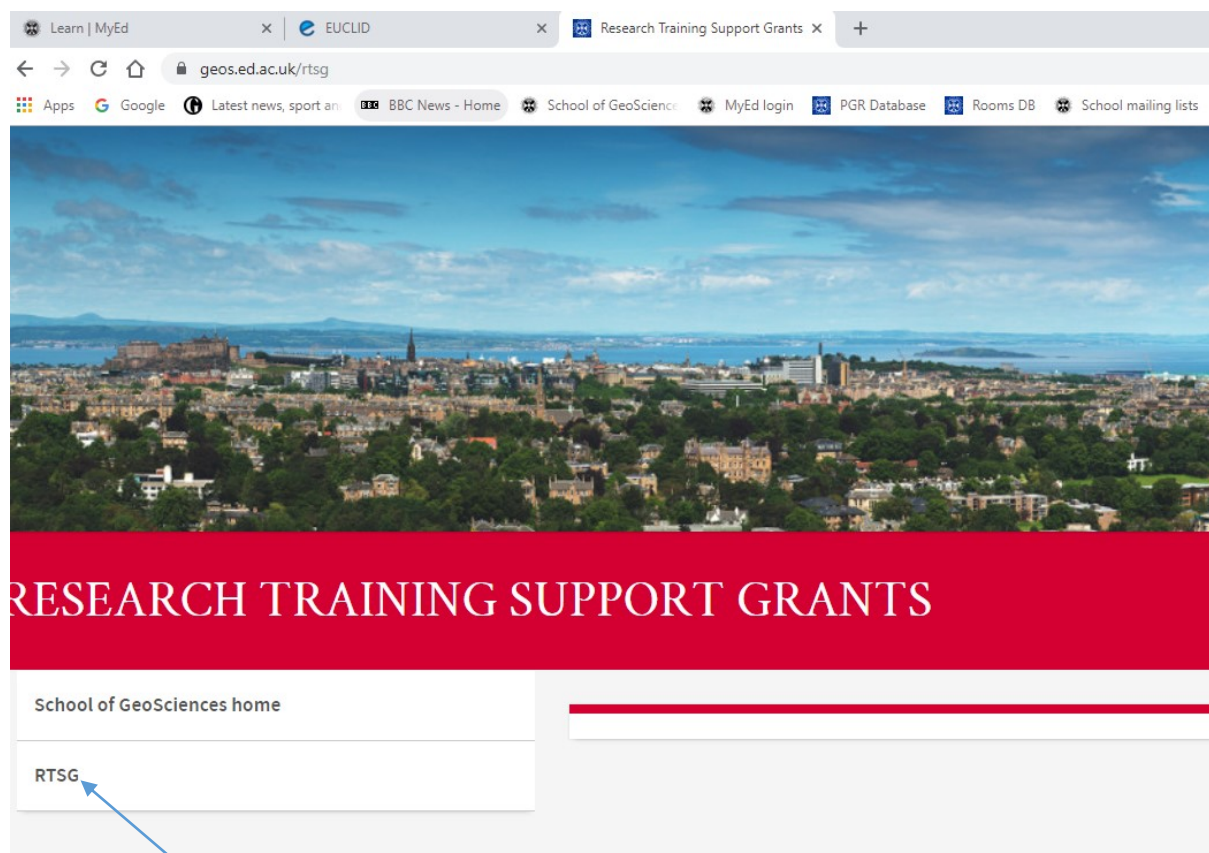 Learn | MyEd EUCLID Research Training Support Grants
geos.ed.ac.uk/rtsg
Apps Google Latest news, sport an BBC BBC News - Home School of GeoScience MyEd login PGR Database Rooms DB School mailing lists
RESEARCH TRAINING SUPPORT GRANTS
School of GeoSciences home
RTSG